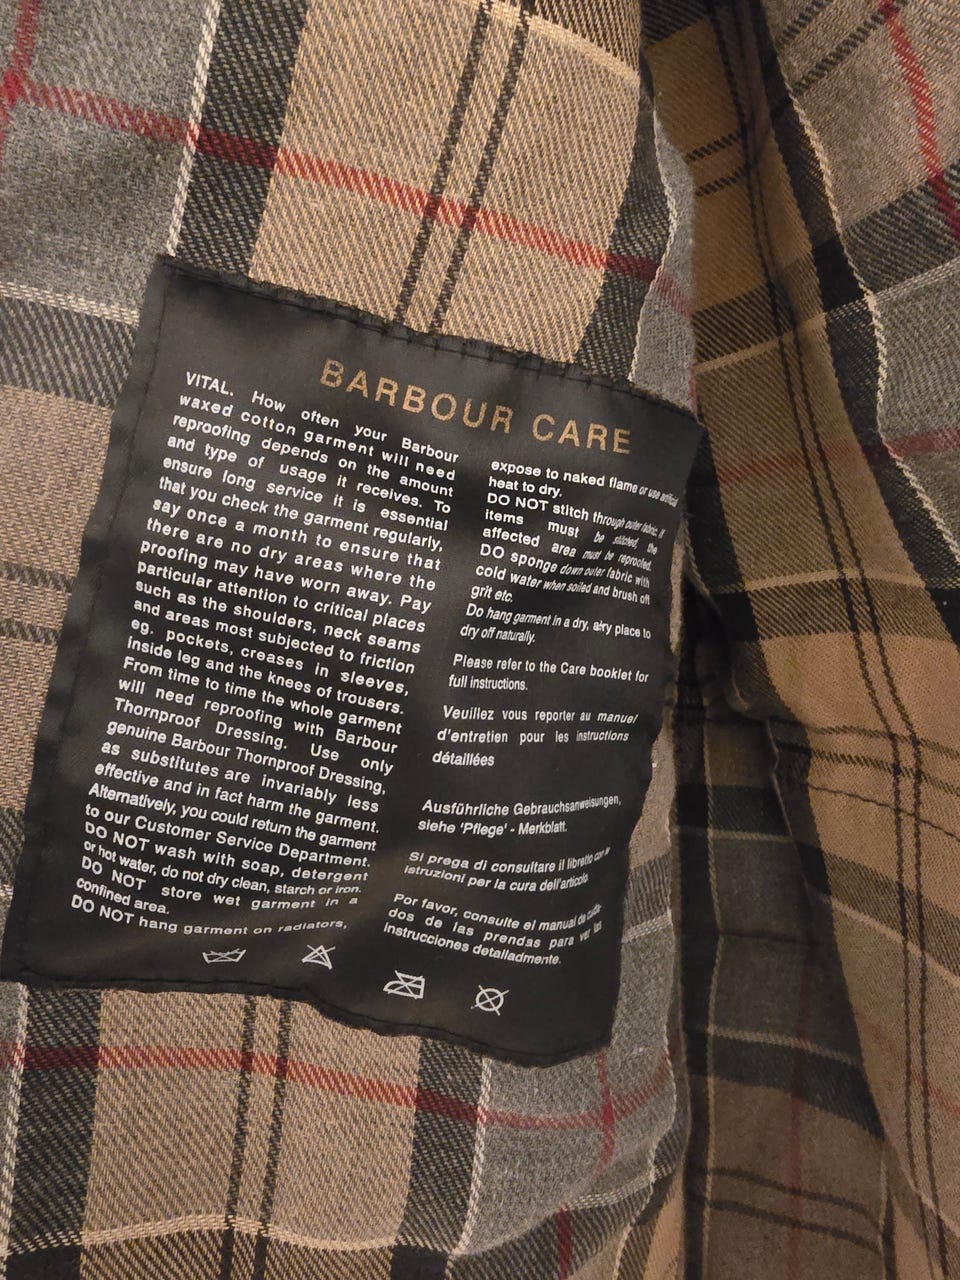 BARBOUR CARE
VITAL. How often your Barbour
waxed cotton garment will need
reproofing depends on the amount
and type of usage it receives. To
ensure long service it is essential
that you check the garment regularly,
say once a month to ensure that
there are no dry areas where the
proofing may have worn away. Pay
particular attention to critical places
such as the shoulders, neck seams
and areas most subjected to friction
eg. pockets, creases in sleeves,
inside leg and the knees of trousers.
From time to time the whole garment
will need reproofing with Barbour
Thornproof Dressing. Use only
genuine Barbour Thornproof Dressing,
as substitutes are invariably less
effective and in fact harm the garment.
Alternatively, you could return the garment
to our Customer Service Department.
DO NOT wash with soap, detergent
or hot water, do not dry clean, starch or iron.
DO NOT store wet garment in a
confined area.
DO NOT hang garment on radiators,
expose to naked flame or use artificial
heat to dry.
DO NOT stitch through outer fabric. If
items must be stitched, the
affected area must be reproofed.
DO sponge down outer fabric with
cold water when soiled and brush off
grit etc.
Do hang garment in a dry, airy place to
dry off naturally.
Please refer to the Care booklet for
full instructions.
Veuillez vous reporter au manuel
d'entretien pour les instructions
détaillées
Ausführliche Gebrauchsanweisungen,
siehe 'Pflege' - Merkblatt.
Si prega di consultare il libretto con le
istruzioni per la cura dell'articolo
Por favor, consulte el manual de cuida-
dos de las prendas para ver las
instrucciones detalladmente.